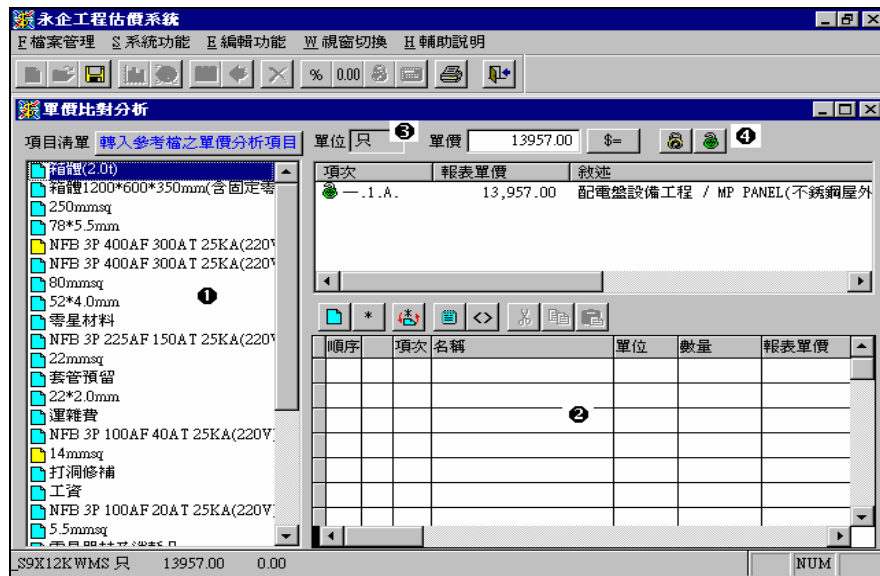 永企工程估價系統
F檔案管理 S系統功能 E編輯功能 W視窗切換 H輔助說明
% 0.00
單價比對分析
項目清單 轉入參考檔之單價分析項目 單位 只 ❸ 單價 13957.00 $= ❹
箱體(2.0t)
箱體1200*600*350mm(含固定零
250mmsq
78*5.5mm
NFB 3P 400AF 300AT 25KA(220V
NFB 3P 400AF 300AT 25KA(220V
80mmsq
52*4.0mm
❶
零星材料
NFB 3P 225AF 150AT 25KA(220V
22mmsq
套管預留
22*2.0mm
運雜費
NFB 3P 100AF 40AT 25KA(220V)
14mmsq
打洞修補
工資
NFB 3P 100AF 20AT 25KA(220V)
5.5mmsq
項次 報表單價 敘述
一.1.A. 13,957.00 配電盤設備工程 / MP PANEL(不銹鋼屋外
* <>
順序 項次 名稱 單位 數量 報表單價
❷
_S9X12KWMS 只 13957.00 0.00 NUM